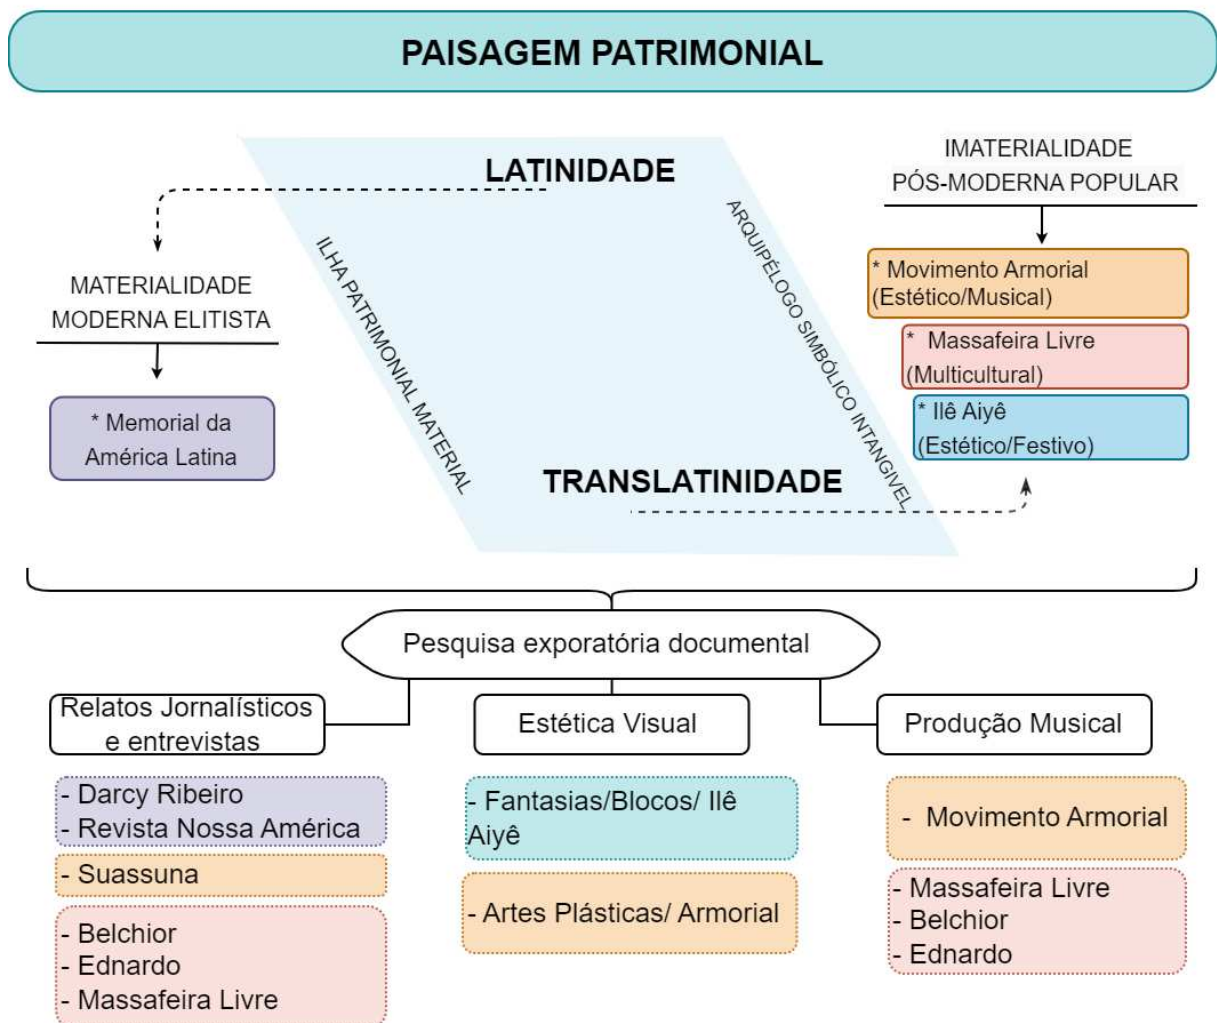 PAISAGEM PATRIMONIAL
LATINIDADE
ILHA PATRIMONIAL MATERIAL
ARQUIPÉLOGO SIMBÓLICO INTANGIVEL
TRANSLATINIDADE
MATERIALIDADE
MODERNA ELITISTA
* Memorial da
América Latina
IMATERIALIDADE
PÓS-MODERNA POPULAR
* Movimento Armorial
(Estético/Musical)
* Massafeira Livre
(Multicultural)
* Ilê Aiyê
(Estético/Festivo)
Pesquisa exporatória documental
Relatos Jornalísticos
e entrevistas
- Darcy Ribeiro
- Revista Nossa América
- Suassuna
- Belchior
- Ednardo
- Massafeira Livre
Estética Visual
- Fantasias/Blocos/ Ilê
Aiyê
- Artes Plásticas/ Armorial
Produção Musical
- Movimento Armorial
- Massafeira Livre
- Belchior
- Ednardo